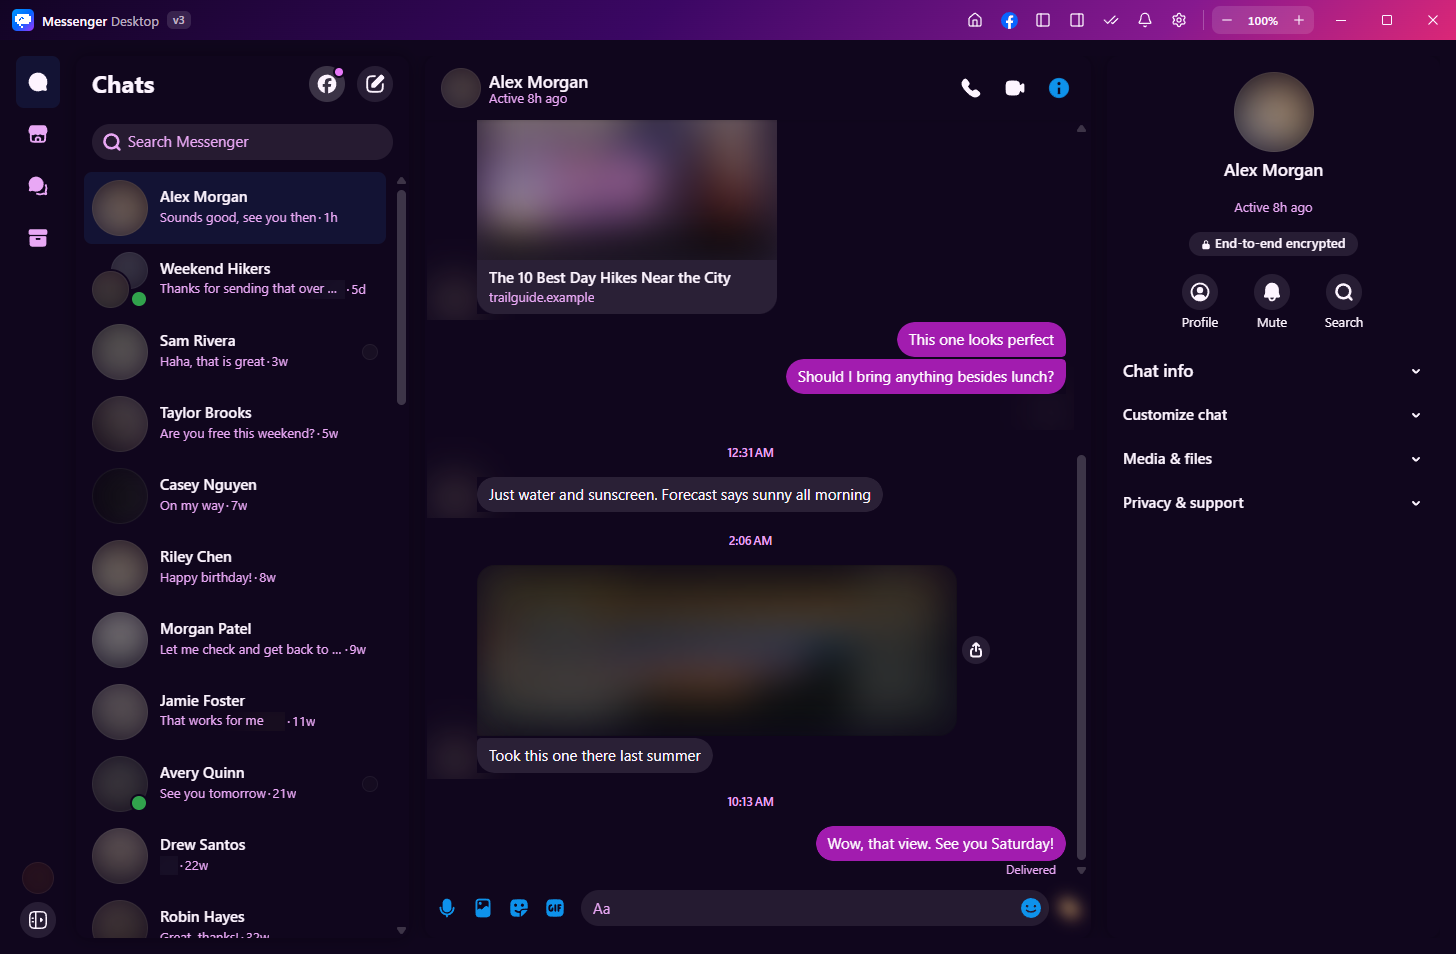 Messenger Desktop v3
100%
Chats
Search Messenger
Alex Morgan
Sounds good, see you then · 1h
Weekend Hikers
Thanks for sending that over ... · 5d
Sam Rivera
Haha, that is great · 3w
Taylor Brooks
Are you free this weekend? · 5w
Casey Nguyen
On my way · 7w
Riley Chen
Happy birthday! · 8w
Morgan Patel
Let me check and get back to ... · 9w
Jamie Foster
That works for me · 11w
Avery Quinn
See you tomorrow · 21w
Drew Santos
· 22w
Robin Hayes
Great, thanks! · 32w
Alex Morgan
Active 8h ago
The 10 Best Day Hikes Near the City
trailguide.example
This one looks perfect
Should I bring anything besides lunch?
12:31 AM
Just water and sunscreen. Forecast says sunny all morning
2:06 AM
Took this one there last summer
10:13 AM
Wow, that view. See you Saturday!
Delivered
GIF
Aa
Alex Morgan
Active 8h ago
End-to-end encrypted
Profile
Mute
Search
Chat info
Customize chat
Media & files
Privacy & support